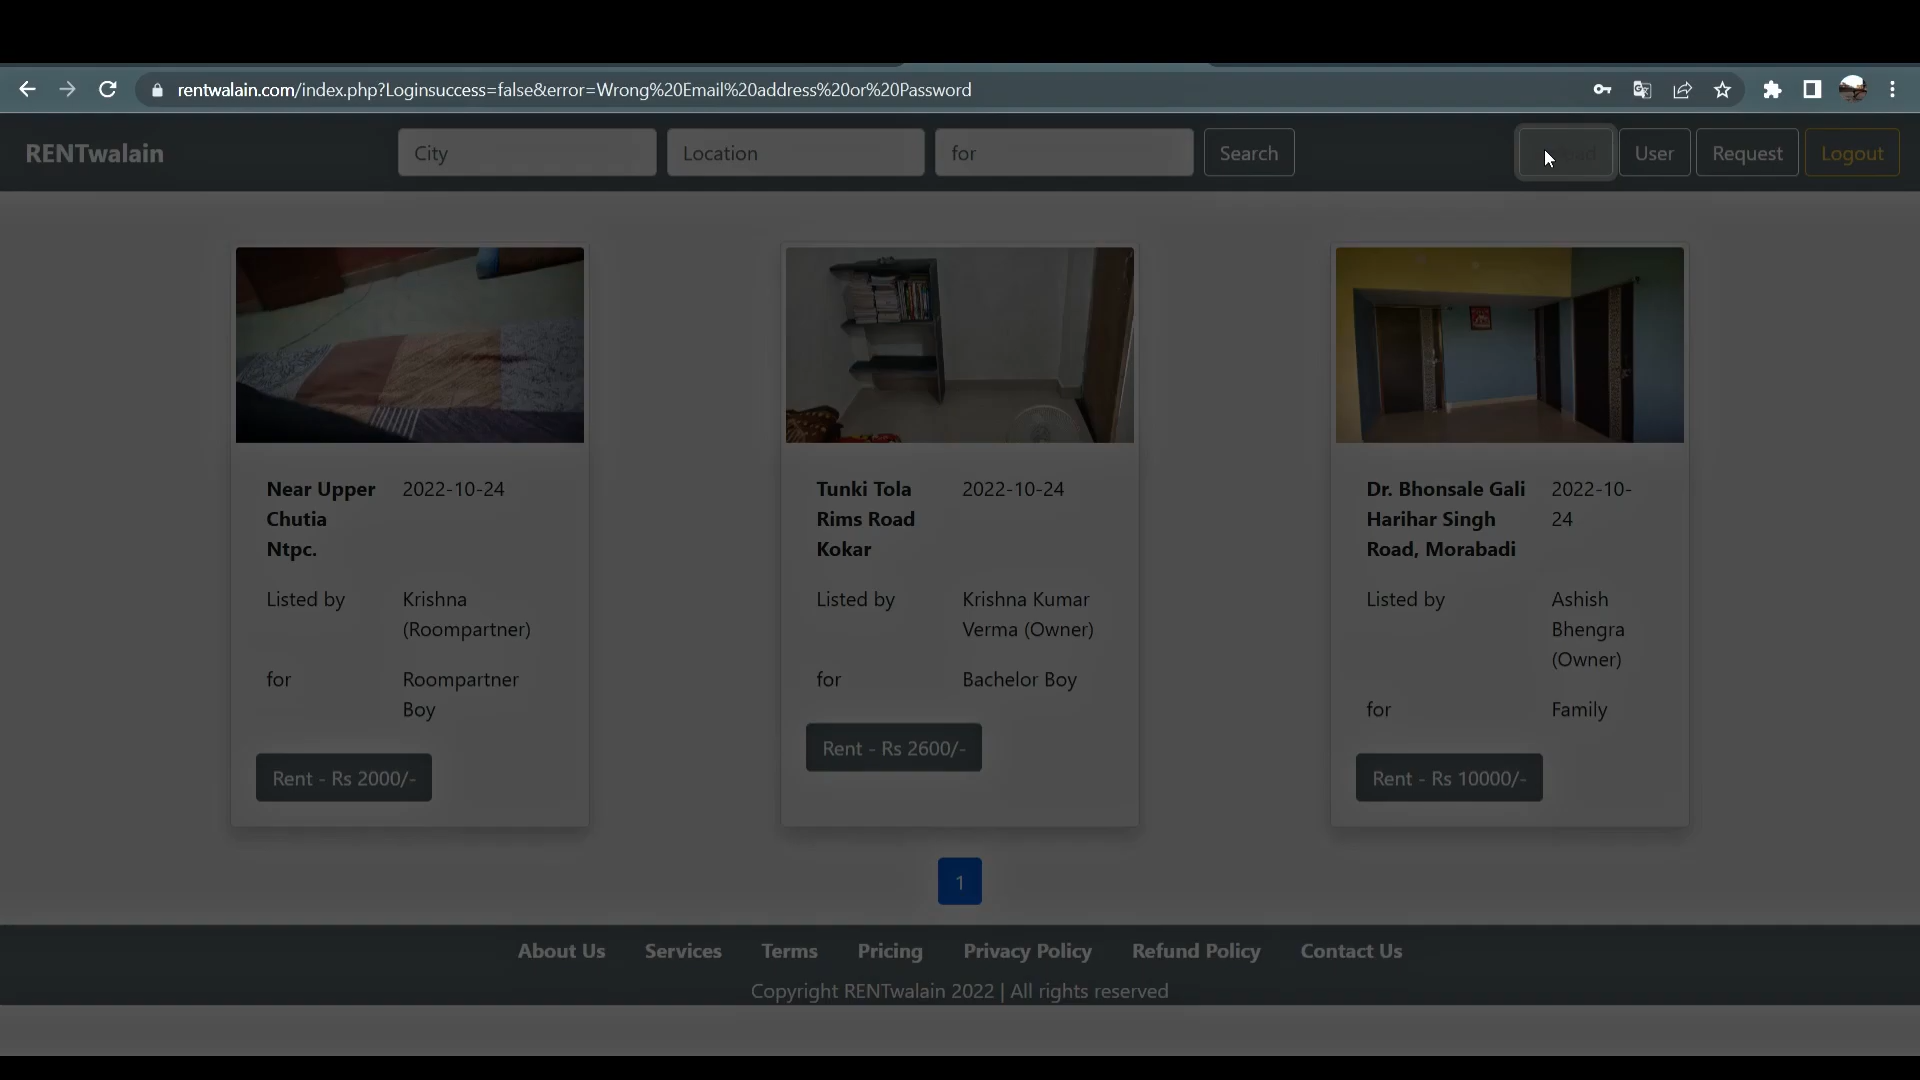 rentwalain.com/index.php?Loginsuccess=false&error=Wrong%20Email%20address%20or%20Password
RENTwalain
City
Location
for
Search
User
Request
Logout
Near Upper
Chutia
Ntpc.
2022-10-24
Listed by
Krishna
(Roompartner)
for
Roompartner
Boy
Rent - Rs 2000/-
Tunki Tola
Rims Road
Kokar
2022-10-24
Listed by
Krishna Kumar
Verma (Owner)
for
Bachelor Boy
Rent - Rs 2600/-
Dr. Bhonsale Gali
Harihar Singh
Road, Morabadi
2022-10-
24
Listed by
Ashish
Bhengra
(Owner)
for
Family
Rent - Rs 10000/-
1
About Us Services Terms Pricing Privacy Policy Refund Policy Contact Us
Copyright RENTwalain 2022 | All rights reserved